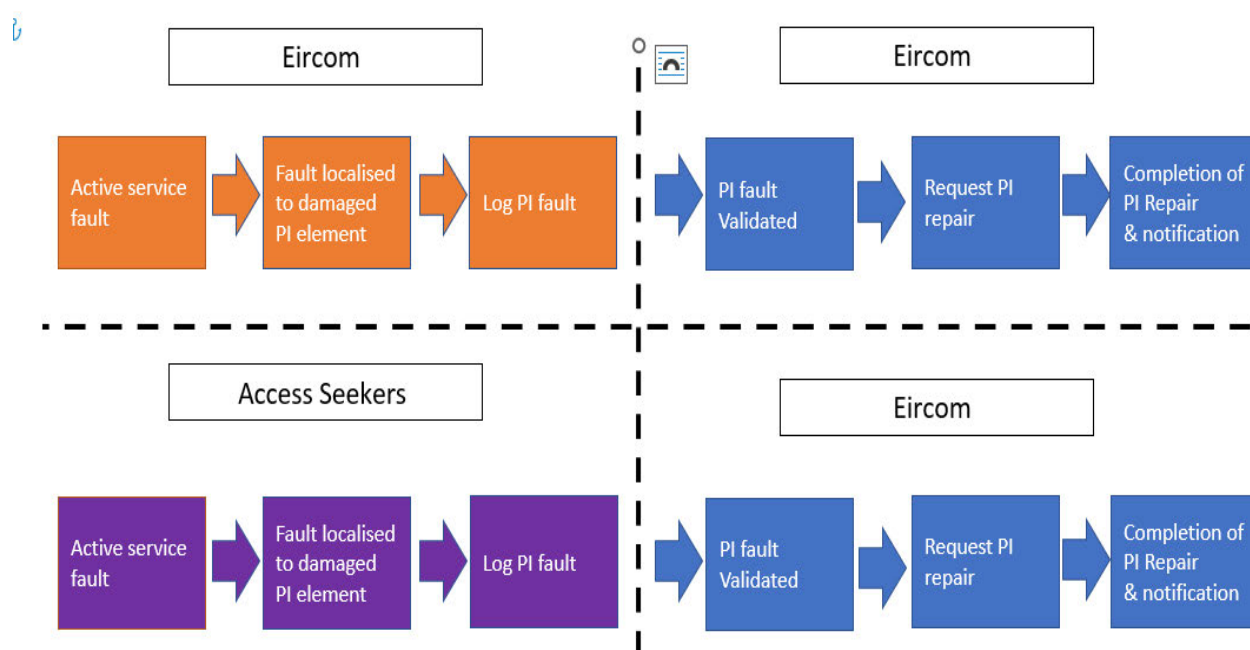 Eircom
Eircom
Active service
fault
Fault localised
to damaged
PI element
Log PI fault
PI fault
Validated
Request PI
repair
Completion of
PI Repair
& notification
Access Seekers
Eircom
Active service
fault
Fault localised
to damaged
PI element
Log PI fault
PI fault
Validated
Request PI
repair
Completion of
PI Repair
& notification